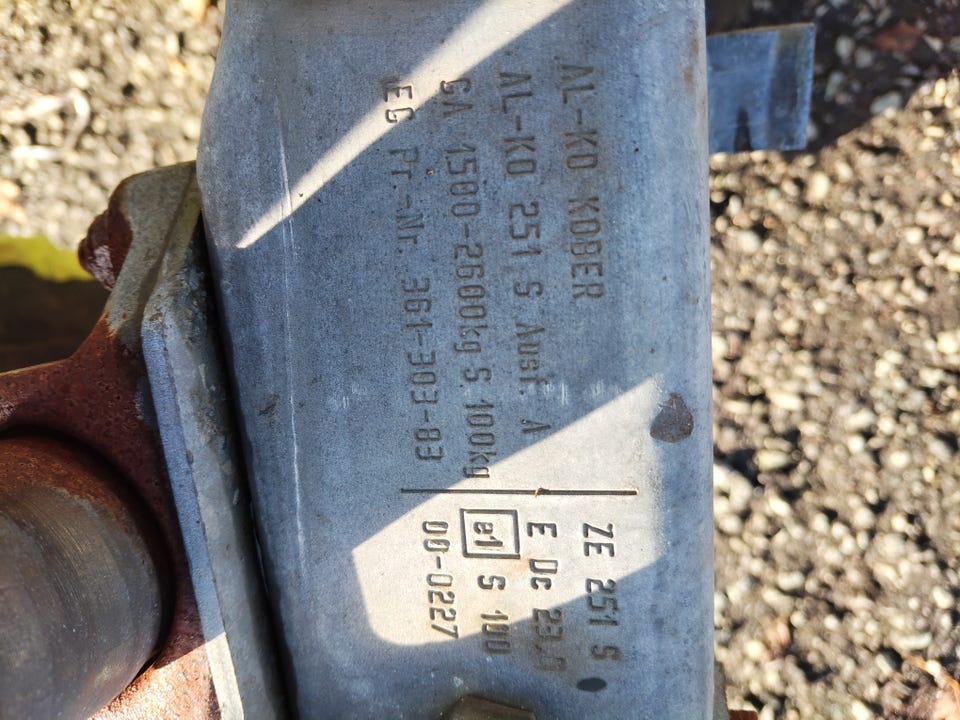 AL-KO KOBER
AL-KO 251 S Ausf. A
GA 1500-2600kg S. 100kg
EG Pr.-Nr. 361-303-83
ZE 251 S
E Dc 23,0
e1 S 100
00-0227